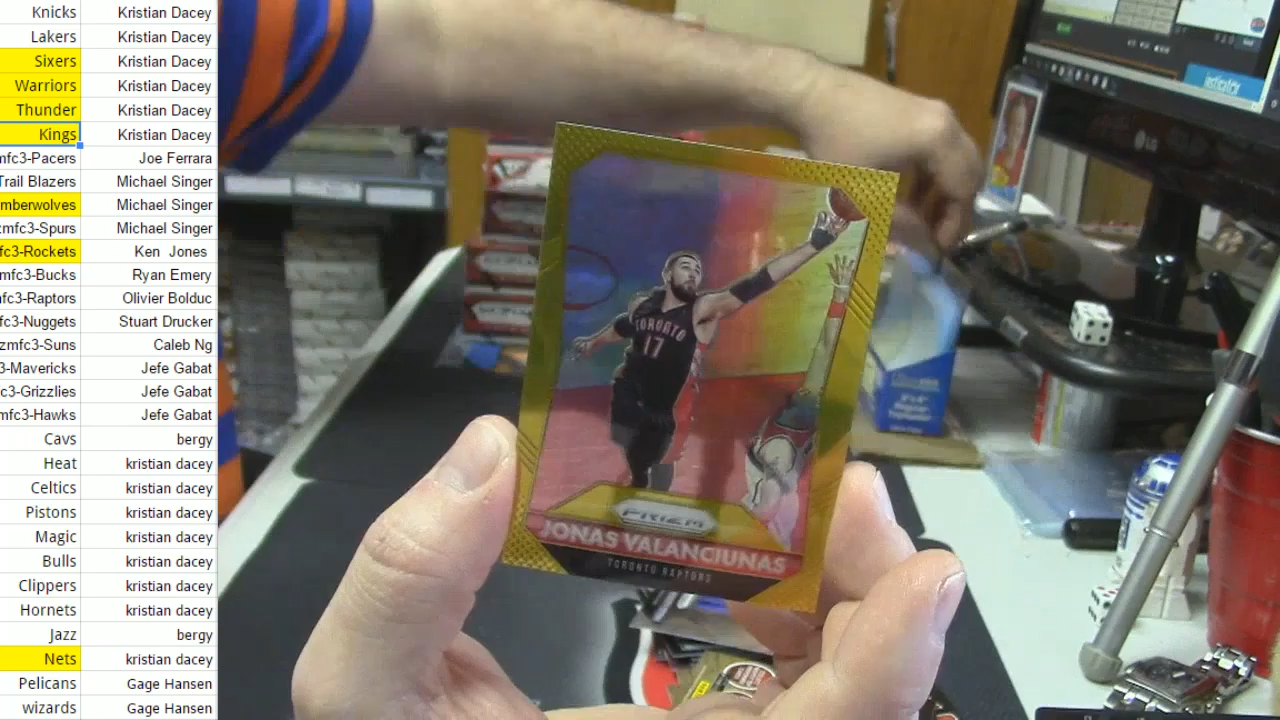 Knicks Kristian Dacey
Lakers Kristian Dacey
Sixers Kristian Dacey
Warriors Kristian Dacey
Thunder Kristian Dacey
Kings Kristian Dacey
mfc3-Pacers Joe Ferrara
Trail Blazers Michael Singer
mberwolves Michael Singer
zmfc3-Spurs Michael Singer
fc3-Rockets Ken Jones
mfc3-Bucks Ryan Emery
nfc3-Raptors Olivier Bolduc
fc3-Nuggets Stuart Drucker
zmfc3-Suns Caleb Ng
3-Mavericks Jefe Gabat
fc3-Grizzlies Jefe Gabat
mfc3-Hawks Jefe Gabat
Cavs bergy
Heat kristian dacey
Celtics kristian dacey
Pistons kristian dacey
Magic kristian dacey
Bulls kristian dacey
Clippers kristian dacey
Hornets kristian dacey
Jazz bergy
Nets kristian dacey
Pelicans Gage Hansen
wizards Gage Hansen
TORONTO
17
PRIZM
JONAS VALANCIUNAS
TORONTO RAPTORS
LG